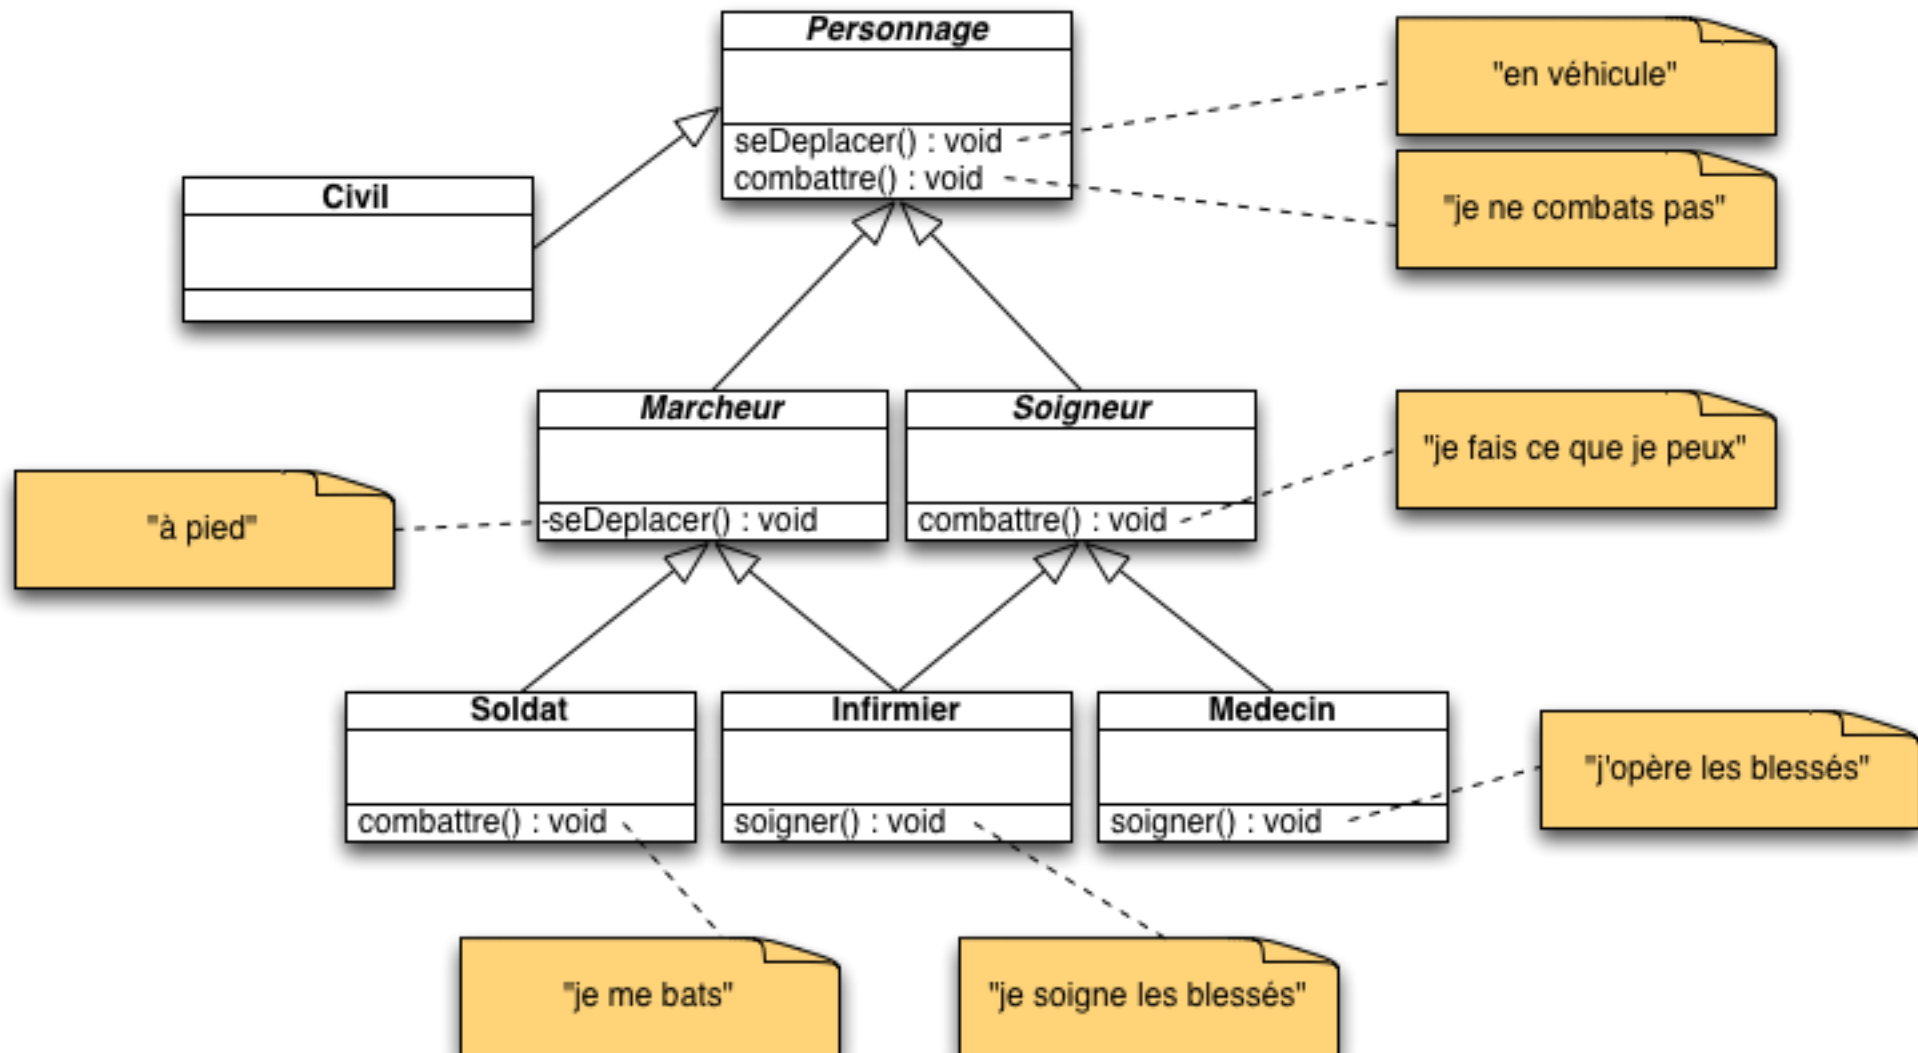 Personnage
seDeplacer() : void
combattre() : void
"en véhicule"
"je ne combats pas"
Civil
Marcheur
-seDeplacer() : void
Soigneur
combattre() : void
"je fais ce que je peux"
"à pied"
Soldat
combattre() : void
Infirmier
soigner() : void
Medecin
soigner() : void
"j'opère les blessés"
"je me bats"
"je soigne les blessés"